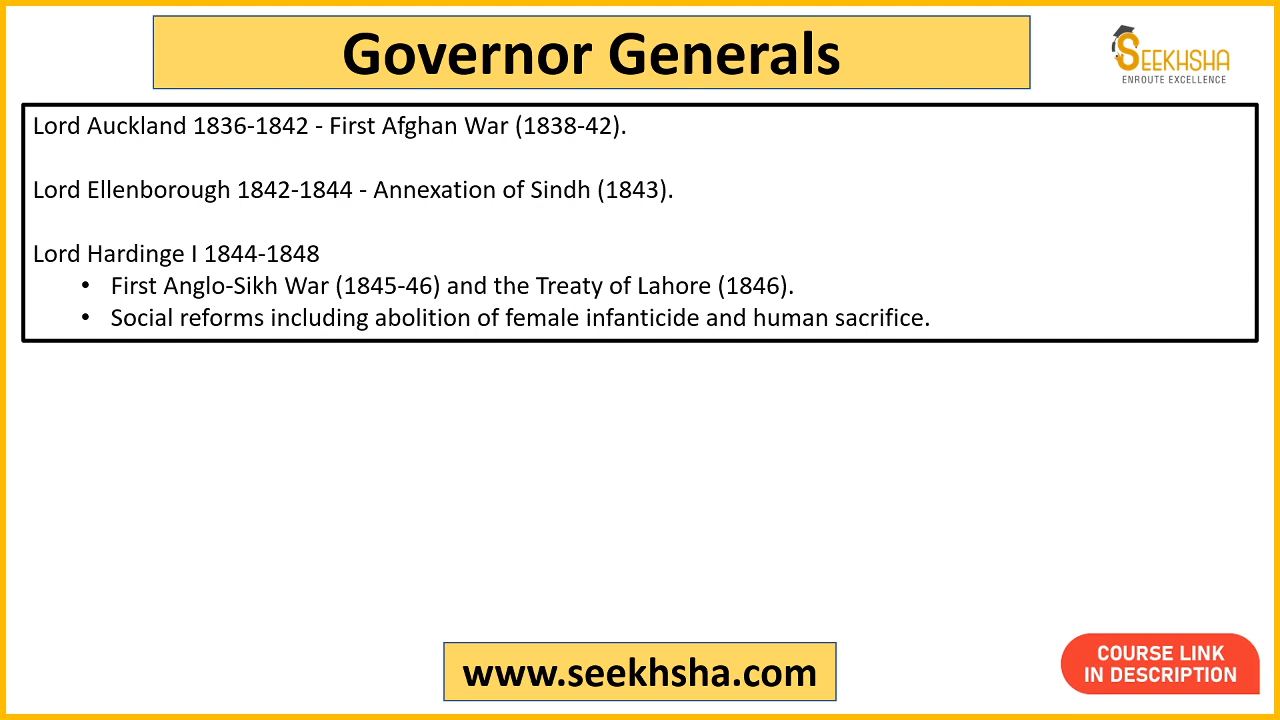 Governor Generals
SEEKHSHA
ENROUTE EXCELLENCE
Lord Auckland 1836-1842 - First Afghan War (1838-42).
Lord Ellenborough 1842-1844 - Annexation of Sindh (1843).
Lord Hardinge I 1844-1848
• First Anglo-Sikh War (1845-46) and the Treaty of Lahore (1846).
• Social reforms including abolition of female infanticide and human sacrifice.
www.seekhsha.com
COURSE LINK
IN DESCRIPTION